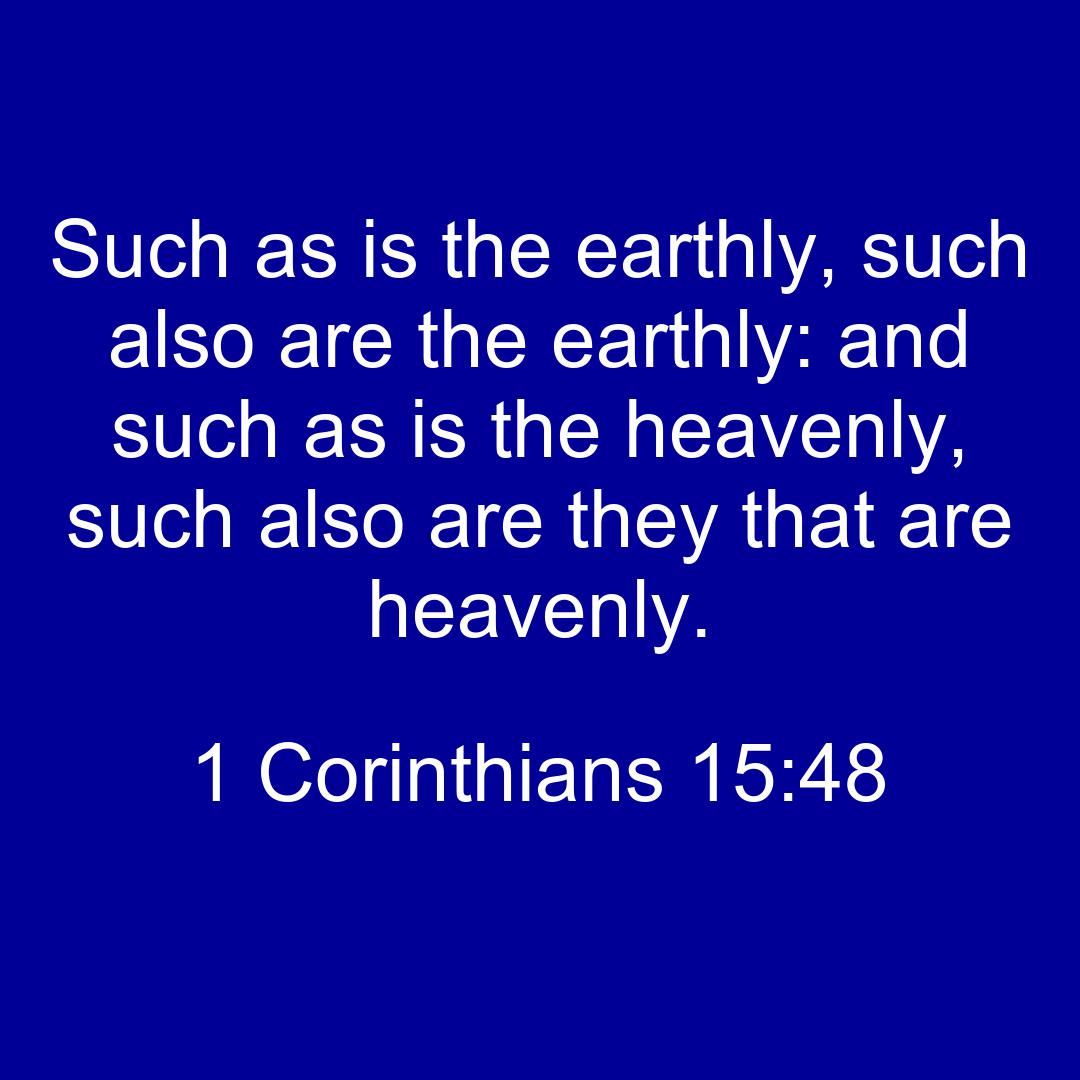 Such as is the earthly, such
also are the earthly: and
such as is the heavenly,
such also are they that are
heavenly.
1 Corinthians 15:48